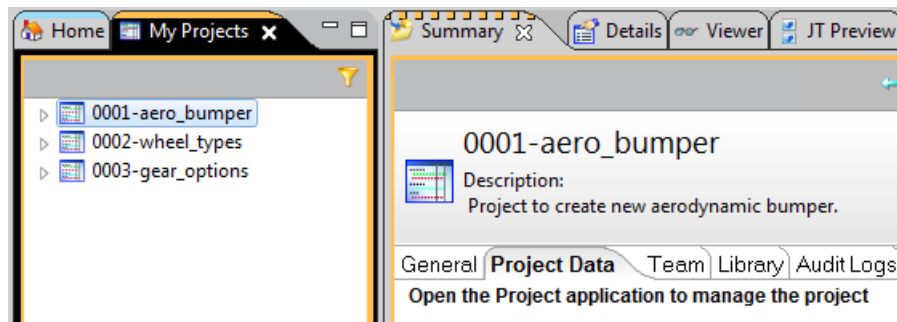 Home My Projects
0001-aero_bumper
0002-wheel_types
0003-gear_options
Summary Details Viewer JT Preview
0001-aero_bumper
Description:
Project to create new aerodynamic bumper.
General Project Data Team Library Audit Logs
Open the Project application to manage the project